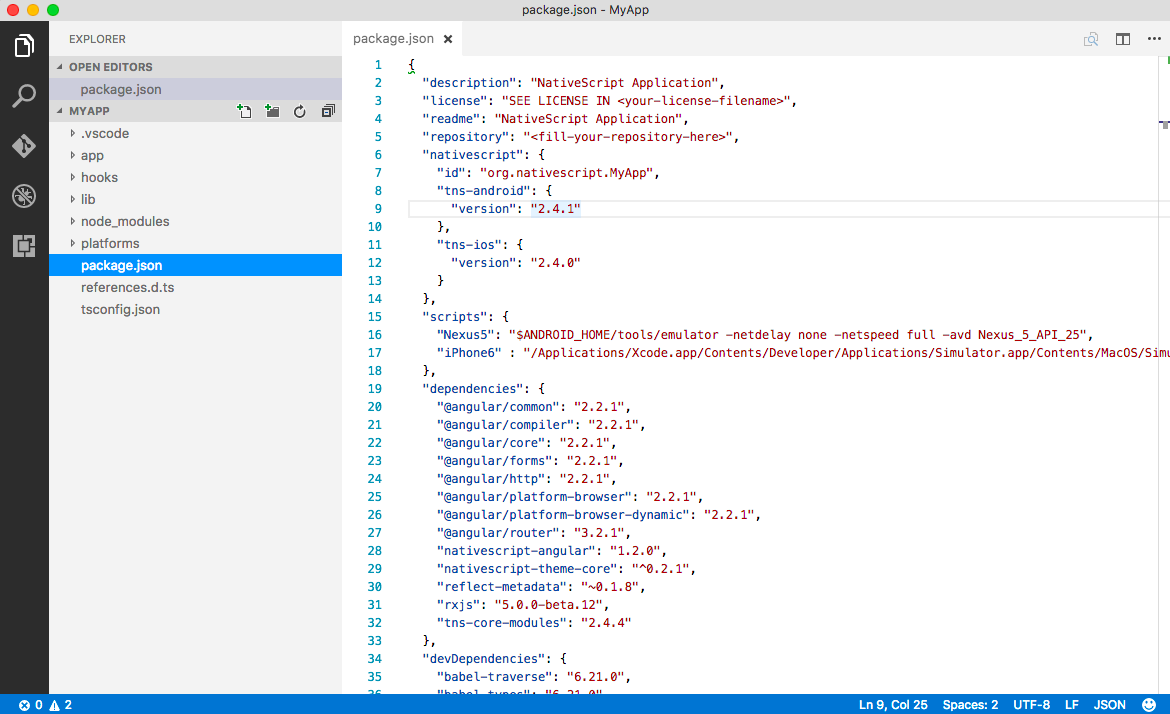 package.json - MyApp
EXPLORER
OPEN EDITORS
package.json
MYAPP
.vscode
app
hooks
lib
node_modules
platforms
package.json
references.d.ts
tsconfig.json
package.json
1 {
2 "description": "NativeScript Application",
3 "license": "SEE LICENSE IN <your-license-filename>",
4 "readme": "NativeScript Application",
5 "repository": "<fill-your-repository-here>",
6 "nativescript": {
7 "id": "org.nativescript.MyApp",
8 "tns-android": {
9 "version": "2.4.1"
10 },
11 "tns-ios": {
12 "version": "2.4.0"
13 }
14 },
15 "scripts": {
16 "Nexus5": "$ANDROID_HOME/tools/emulator -netdelay none -netspeed full -avd Nexus_5_API_25",
17 "iPhone6" : "/Applications/Xcode.app/Contents/Developer/Applications/Simulator.app/Contents/MacOS/Simu
18 },
19 "dependencies": {
20 "@angular/common": "2.2.1",
21 "@angular/compiler": "2.2.1",
22 "@angular/core": "2.2.1",
23 "@angular/forms": "2.2.1",
24 "@angular/http": "2.2.1",
25 "@angular/platform-browser": "2.2.1",
26 "@angular/platform-browser-dynamic": "2.2.1",
27 "@angular/router": "3.2.1",
28 "nativescript-angular": "1.2.0",
29 "nativescript-theme-core": "^0.2.1",
30 "reflect-metadata": "~0.1.8",
31 "rxjs": "5.0.0-beta.12",
32 "tns-core-modules": "2.4.4"
33 },
34 "devDependencies": {
35 "babel-traverse": "6.21.0",
36 "babel-types": "6.21.0",
0 2
Ln 9, Col 25 Spaces: 2 UTF-8 LF JSON